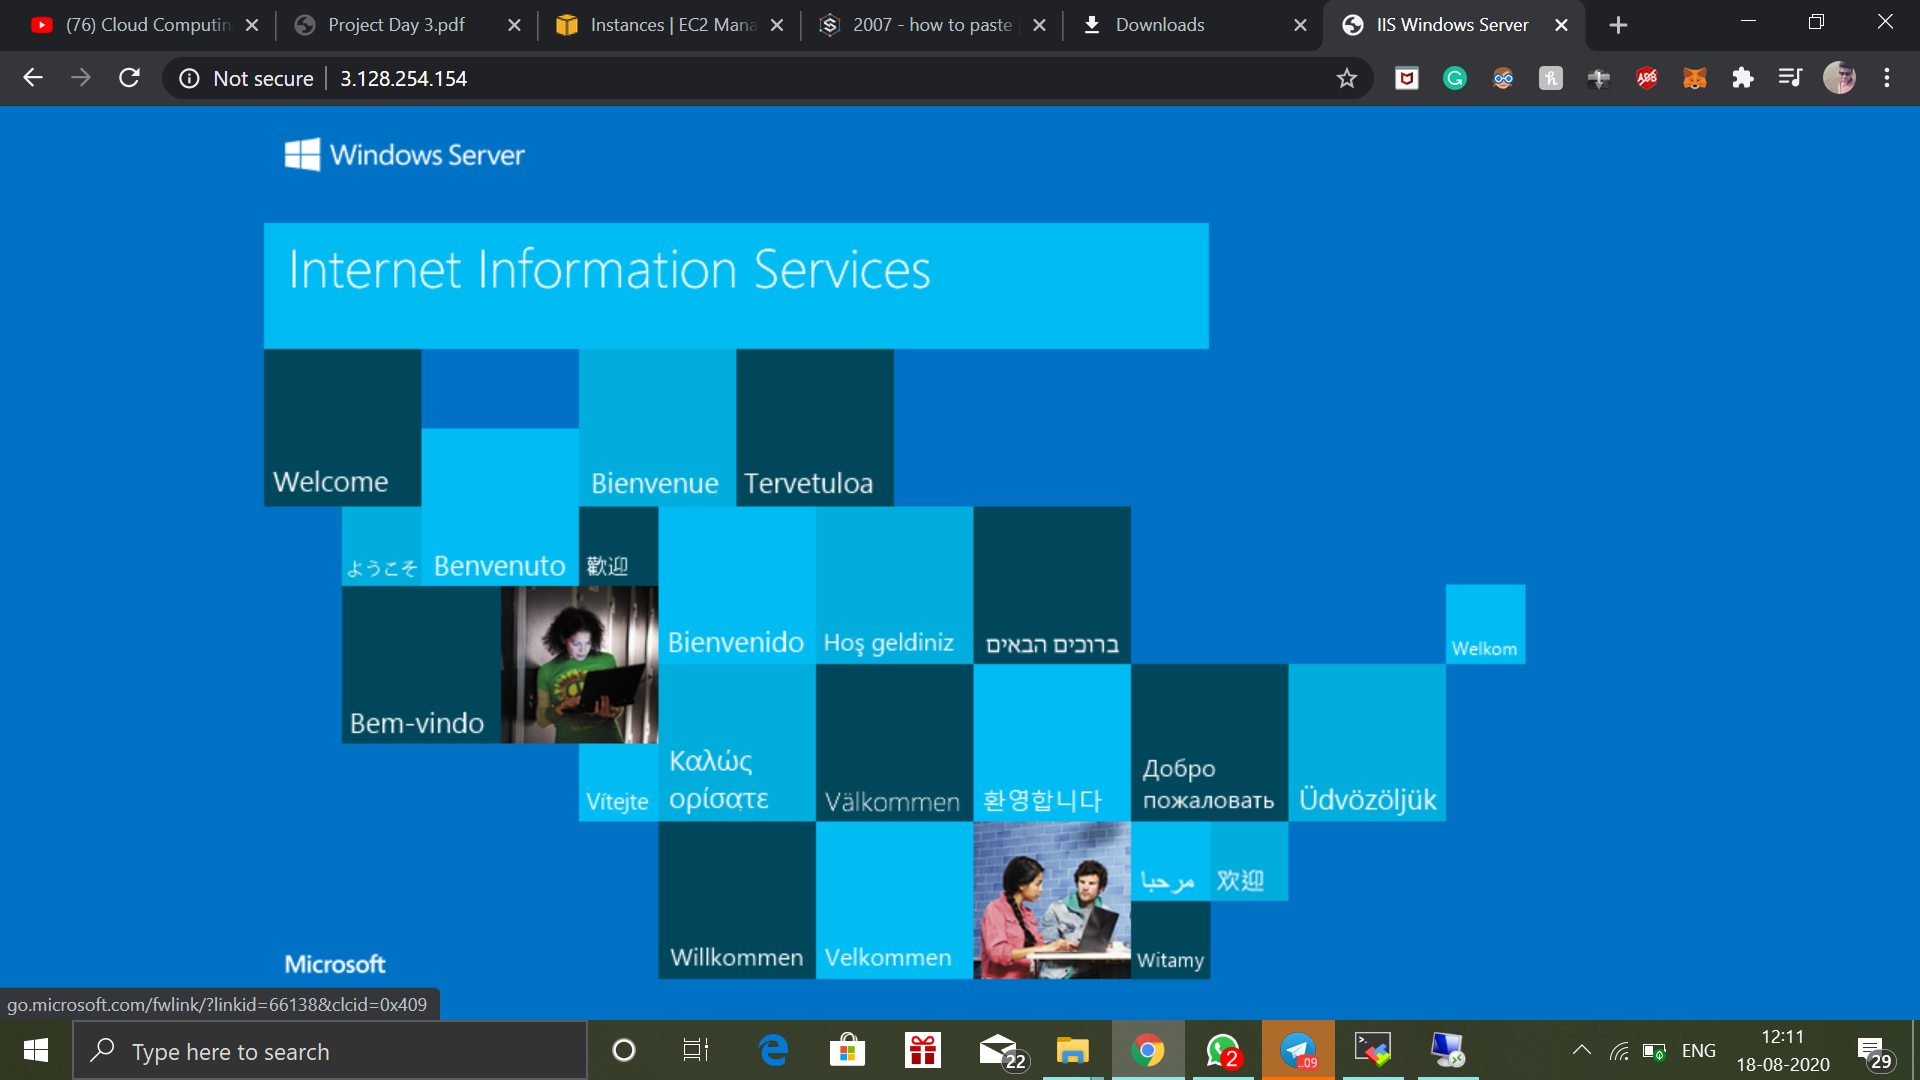 (76) Cloud Computin
Project Day 3.pdf
Instances | EC2 Mana
2007 - how to paste
Downloads
IIS Windows Server
Not secure
3.128.254.154
Windows Server
Internet Information Services
Welcome
Bienvenue
Tervetuloa
ようこそ
Benvenuto
歡迎
Bienvenido
Hoş geldiniz
ברוכים הבאים
Welkom
Bem-vindo
Vítejte
Καλώς
ορίσατε
Välkommen
환영합니다
Добро
пожаловать
Üdvözöljük
مرحبا
欢迎
Willkommen
Velkommen
Witamy
Microsoft
go.microsoft.com/fwlink/?linkid=66138&clcid=0x409
Type here to search
22
2
..09
ENG
12:11
18-08-2020
29